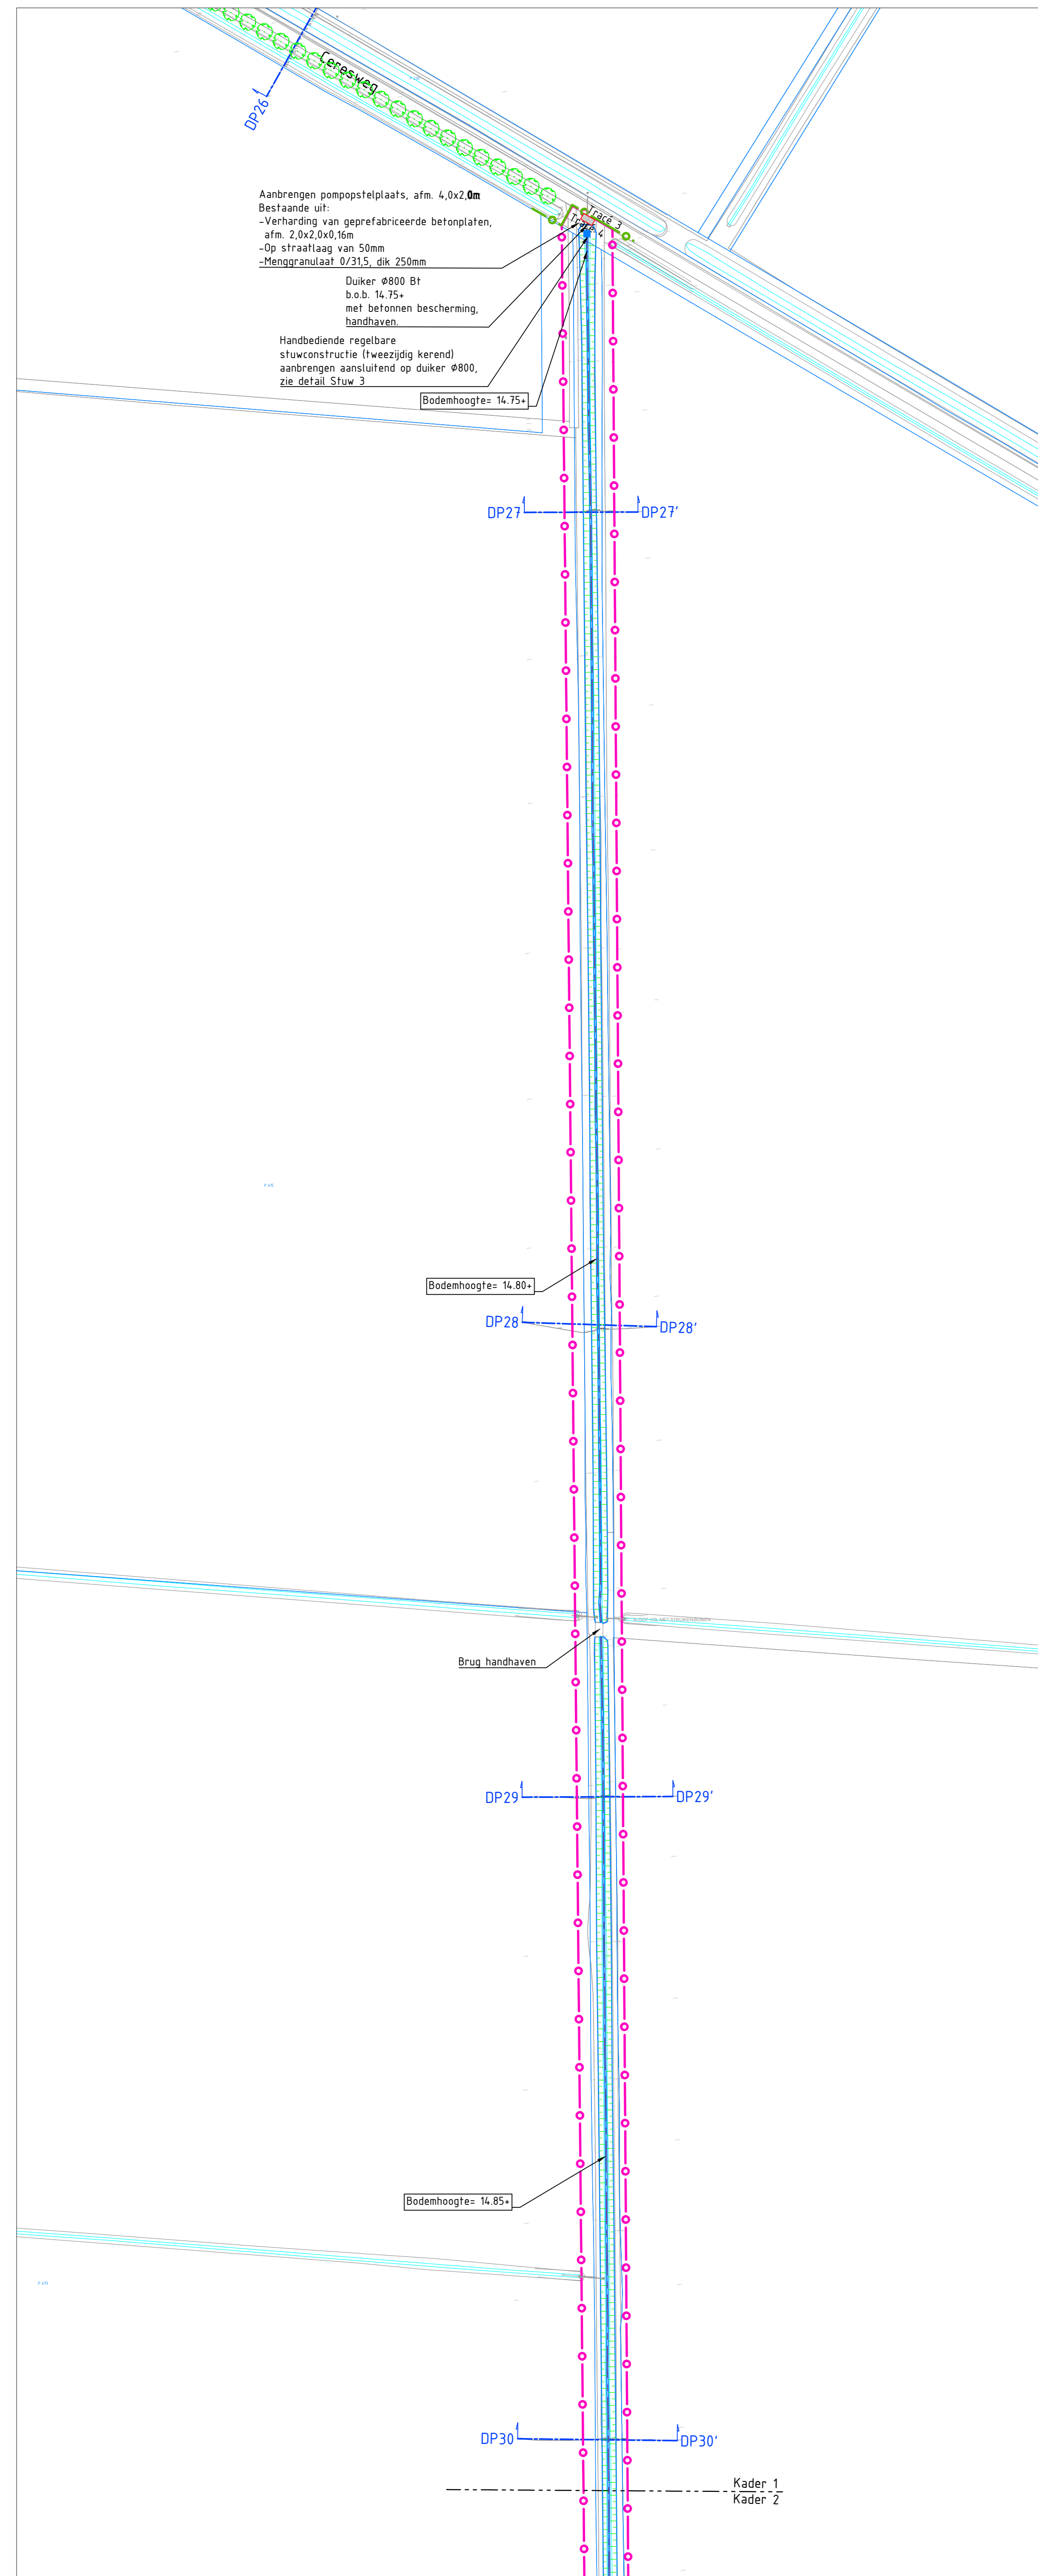 Ceresweg
DP26
Aanbrengen pompopstelplaats, afm. 4,0x2,0m
Bestaande uit:
-Verharding van geprefabriceerde betonplaten,
afm. 2,0x2,0x0,16m
-Op straatlaag van 50mm
-Menggranulaat 0/31,5, dik 250mm
Tracé 3
Tracé 4
Duiker Ø800 Bt
b.o.b. 14.75+
met betonnen bescherming,
handhaven.
Handbediende regelbare
stuwconstructie (tweezijdig kerend)
aanbrengen aansluitend op duiker Ø800,
zie detail Stuw 3
Bodemhoogte= 14.75+
DP27
DP27'
Bodemhoogte= 14.80+
DP28
DP28'
Brug handhaven
DP29
DP29'
Bodemhoogte= 14.85+
DP30
DP30'
Kader 1
Kader 2